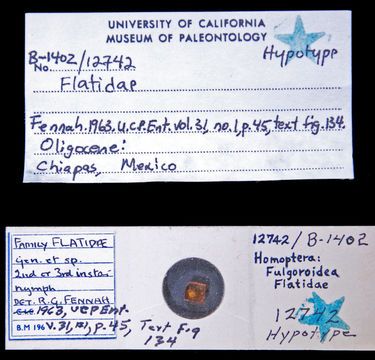 UNIVERSITY OF CALIFORNIA
MUSEUM OF PALEONTOLOGY
Hypotype
B-1402/12742
No.
Flatidae
Fennah.1963, U.C.P.Ent. vol.31, no.1, p.45, text fig.134.
Oligocene:
Chiapas, Mexico
FAMILY FLATIDAE
Gen. et sp.
2nd or 3rd instar
nymph
DET. R.G. FENNAH
1963, UCP Ent.
B.M 196 V.31, p.45, Text Fig
134
12742/B-1402
Homoptera:
Fulgoroidea
Flatidae
12742
Hypotype